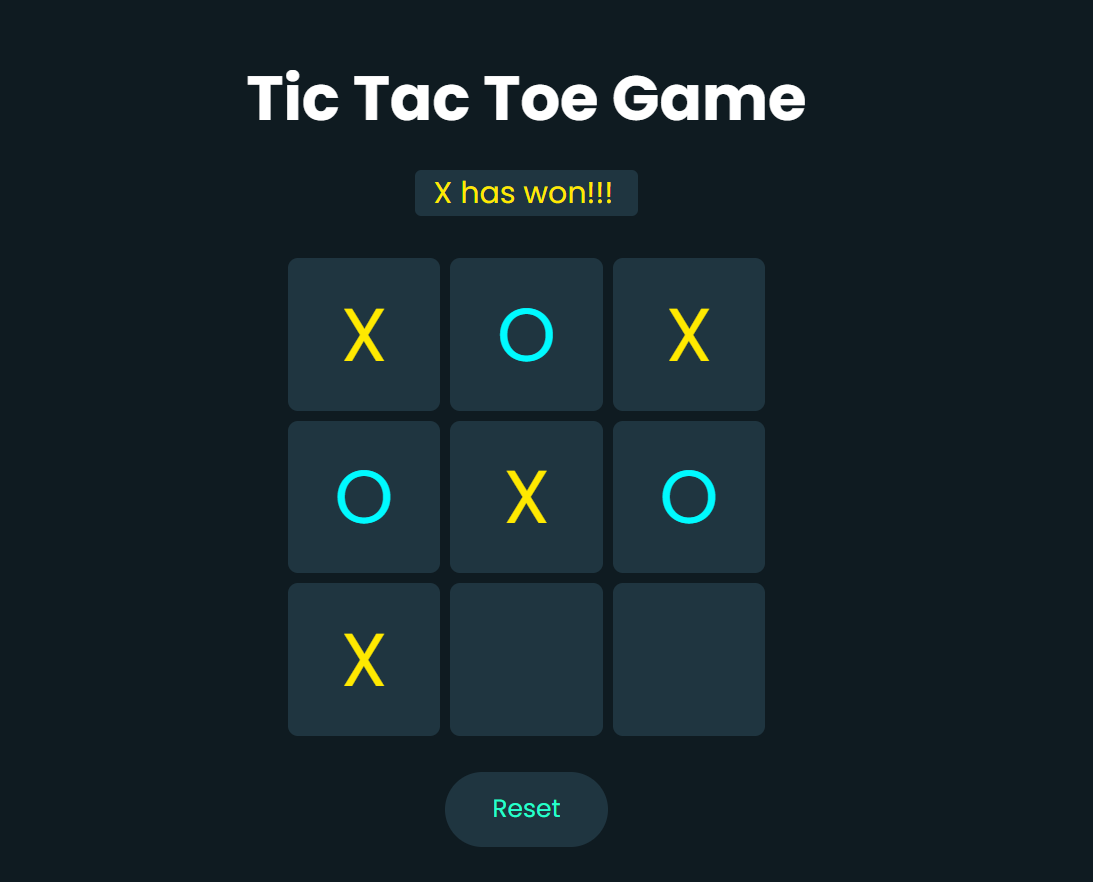 Tic Tac Toe Game
X has won!!!
X O X
O X O
X
Reset